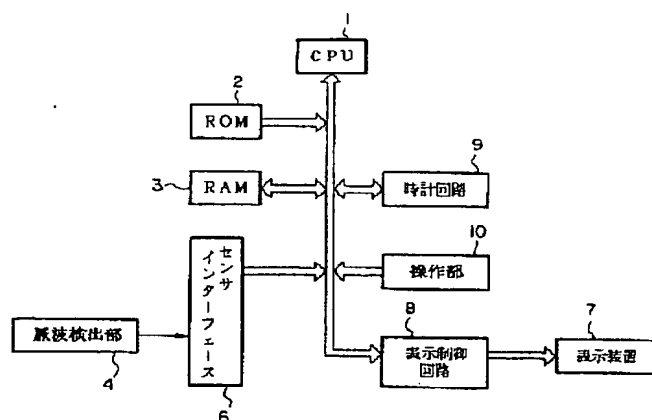 1
CPU
2
ROM
3
RAM
9
時計回路
センサ
インターフェース
10
操作部
脈波検出部
4
6
8
表示制御
回路
7
表示装置